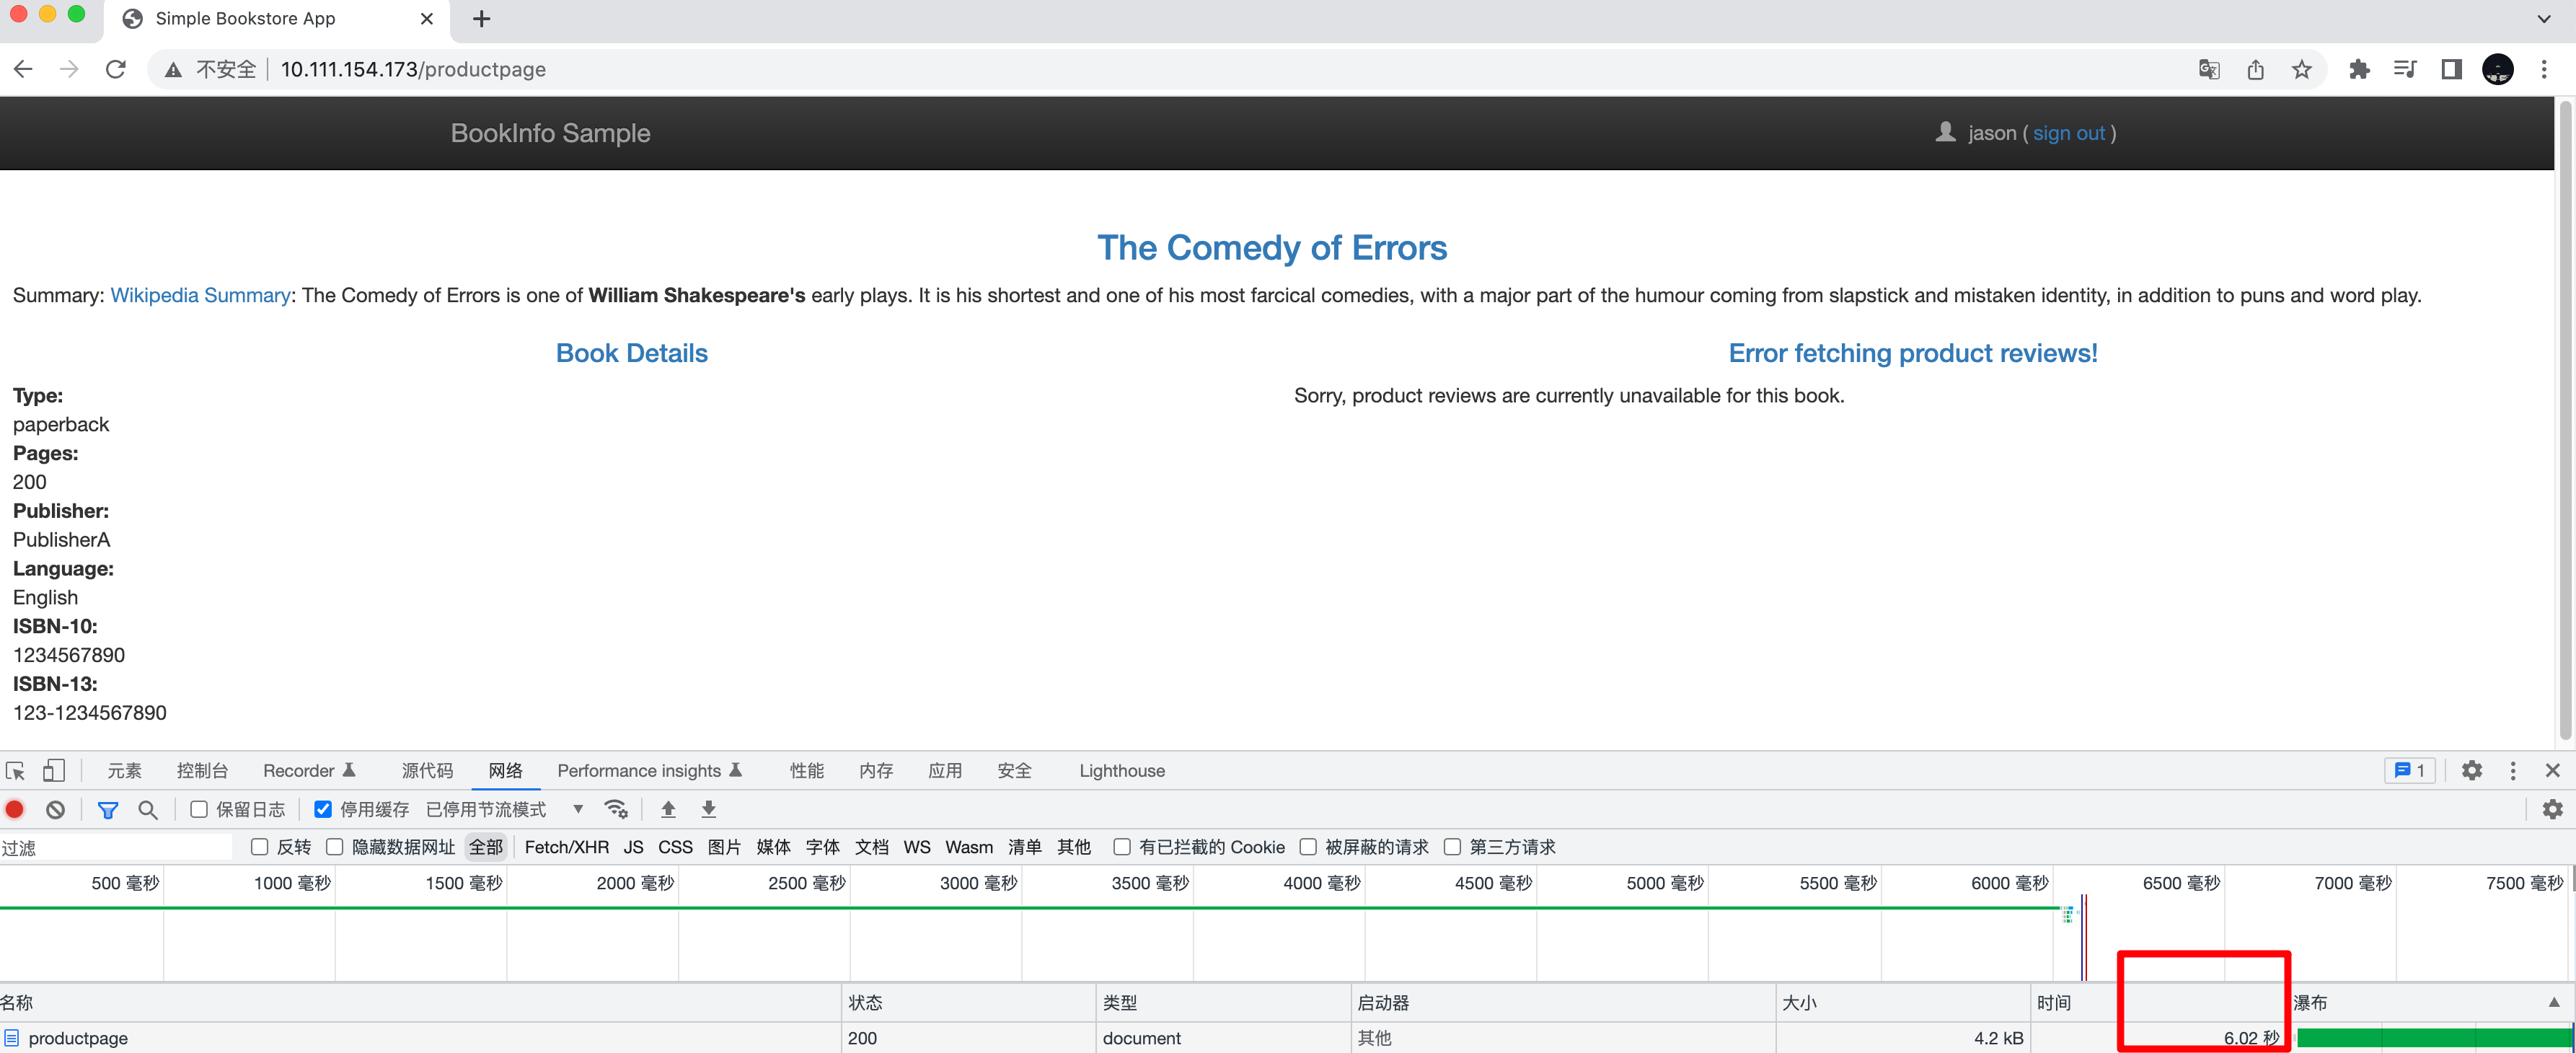 Simple Bookstore App
不安全 10.111.154.173/productpage
BookInfo Sample
jason ( sign out )
The Comedy of Errors
Summary: Wikipedia Summary: The Comedy of Errors is one of William Shakespeare's early plays. It is his shortest and one of his most farcical comedies, with a major part of the humour coming from slapstick and mistaken identity, in addition to puns and word play.
Book Details
Type:
paperback
Pages:
200
Publisher:
PublisherA
Language:
English
ISBN-10:
1234567890
ISBN-13:
123-1234567890
Error fetching product reviews!
Sorry, product reviews are currently unavailable for this book.
元素 控制台 Recorder 源代码 网络 Performance insights 性能 内存 应用 安全 Lighthouse 1
保留日志 停用缓存 已停用节流模式
过滤 反转 隐藏数据网址 全部 Fetch/XHR JS CSS 图片 媒体 字体 文档 WS Wasm 清单 其他 有已拦截的 Cookie 被屏蔽的请求 第三方请求
500 毫秒 1000 毫秒 1500 毫秒 2000 毫秒 2500 毫秒 3000 毫秒 3500 毫秒 4000 毫秒 4500 毫秒 5000 毫秒 5500 毫秒 6000 毫秒 6500 毫秒 7000 毫秒 7500 毫秒
名称 状态 类型 启动器 大小 时间 瀑布
productpage 200 document 其他 4.2 kB 6.02 秒